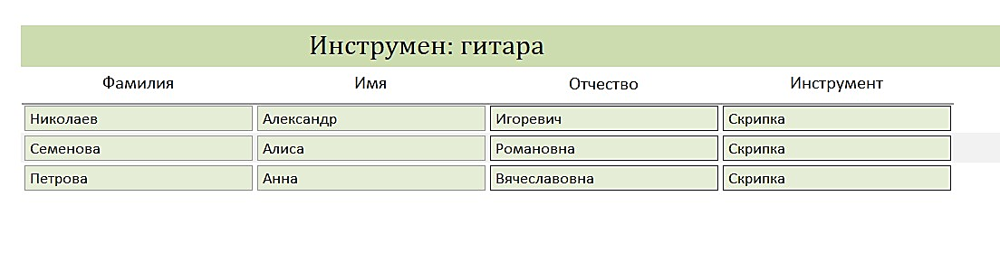 Инструмен: гитара
Фамилия Имя Отчество Инструмент
Николаев Александр Игоревич Скрипка
Семенова Алиса Романовна Скрипка
Петрова Анна Вячеславовна Скрипка